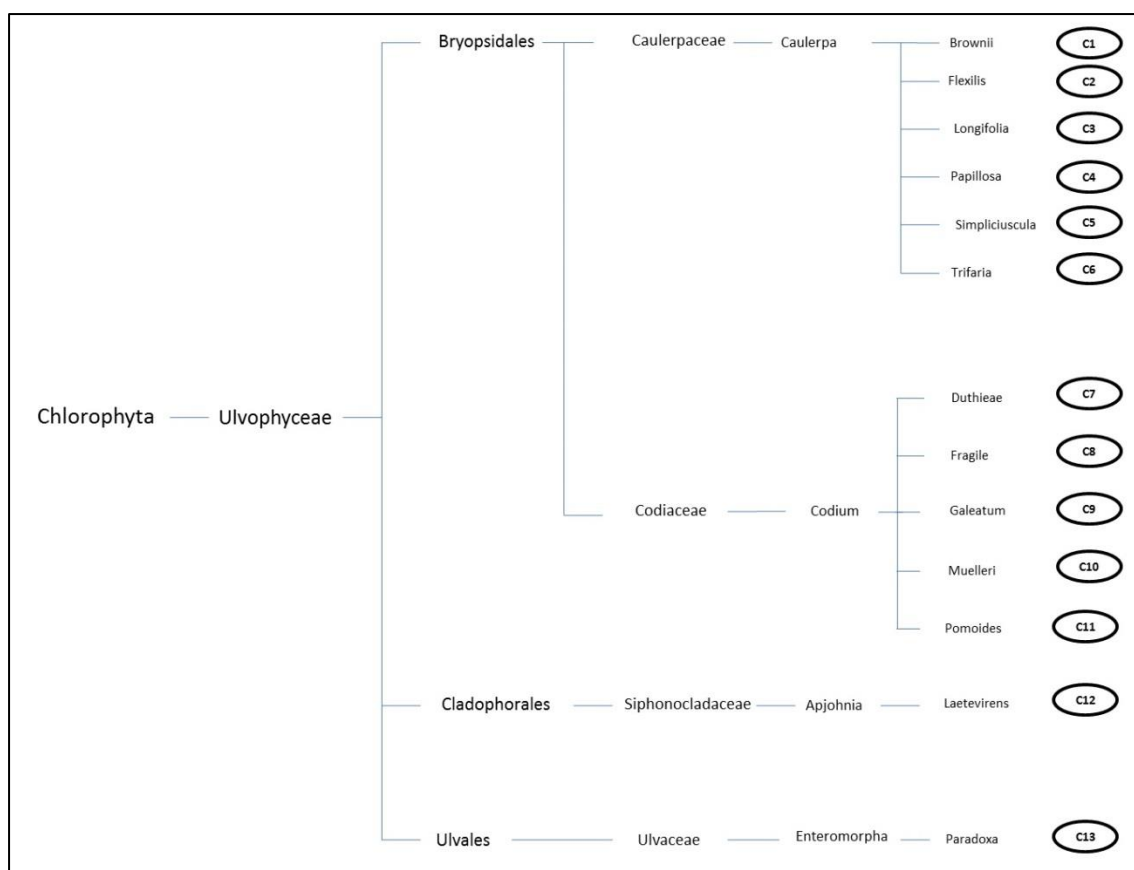 Bryopsidales Caulerpaceae Caulerpa Brownii C1
Flexilis C2
Longifolia C3
Papillosa C4
Simpliciuscula C5
Trifaria C6
Duthieae C7
Chlorophyta Ulvophyceae
Fragile C8
Codiaceae Codium Galeatum C9
Muelleri C10
Pomoides C11
Cladophorales Siphonocladaceae Apjohnia Laetevirens C12
Ulvales Ulvaceae Enteromorpha Paradoxa C13